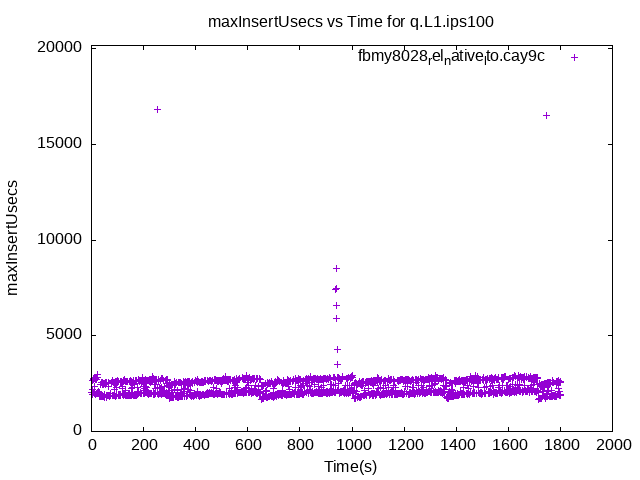 maxInsertUsecs vs Time for q.L1.ips100
fbmy8028relnativelto.cay9c
20000
15000
10000
5000
0
maxInsertUsecs
0 200 400 600 800 1000 1200 1400 1600 1800 2000
Time(s)